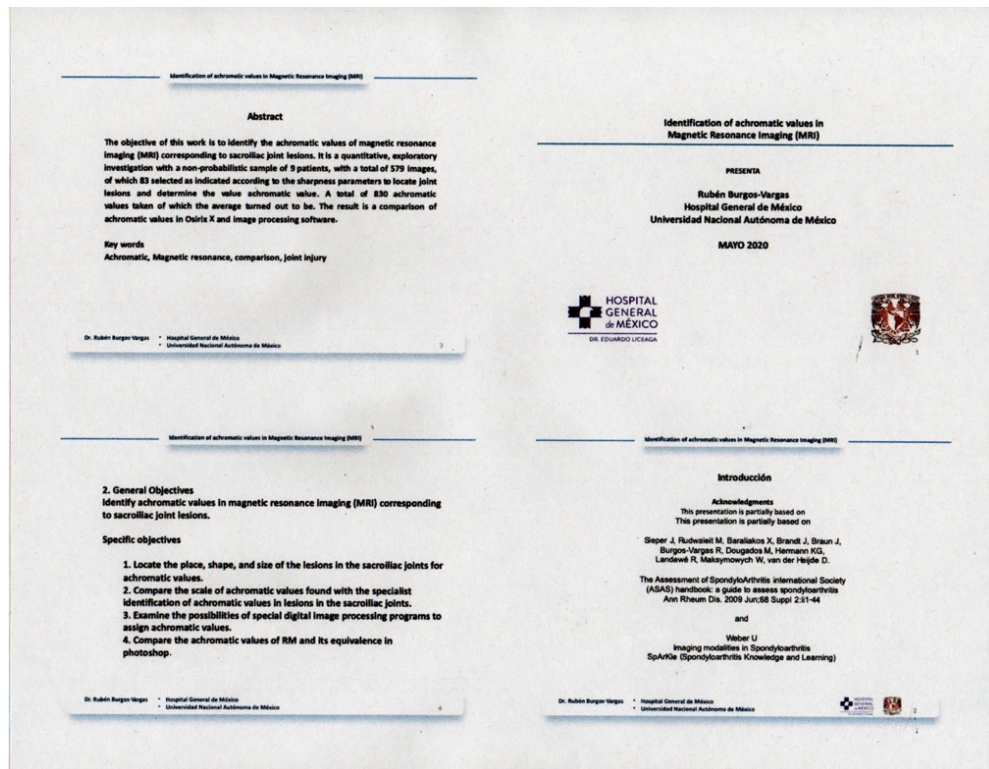 Identification of achromatic values in Magnetic Resonance Imaging (MRI)
Abstract
The objective of this work is to identify the achromatic values of magnetic resonance
imaging (MRI) corresponding to sacroiliac joint lesions. It is a quantitative, exploratory
investigation with a non-probabilistic sample of 9 patients, with a total of 579 images,
of which 83 selected as indicated according to the sharpness parameters to locate joint
lesions and determine the value achromatic value. A total of 830 achromatic
values taken of which the average turned out to be. The result is a comparison of
achromatic values in Osirix X and image processing software.
Key words
Achromatic, Magnetic resonance, comparison, joint injury
Dr. Rubén Burgos-Vargas • Hospital General de México
• Universidad Nacional Autónoma de México
3
Identification of achromatic values in
Magnetic Resonance Imaging (MRI)
PRESENTA
Rubén Burgos-Vargas
Hospital General de México
Universidad Nacional Autónoma de México
MAYO 2020
HOSPITAL
GENERAL
de MÉXICO
DR. EDUARDO LICEAGA
1
Identification of achromatic values in Magnetic Resonance Imaging (MRI)
2. General Objectives
Identify achromatic values in magnetic resonance imaging (MRI) corresponding
to sacroiliac joint lesions.
Specific objectives
1. Locate the place, shape, and size of the lesions in the sacroiliac joints for
achromatic values.
2. Compare the scale of achromatic values found with the specialist
identification of achromatic values in lesions in the sacroiliac joints.
3. Examine the possibilities of special digital image processing programs to
assign achromatic values.
4. Compare the achromatic values of RM and its equivalence in
photoshop.
Dr. Rubén Burgos-Vargas • Hospital General de México
• Universidad Nacional Autónoma de México
4
Identification of achromatic values in Magnetic Resonance Imaging (MRI)
Introducción
Acknowledgments
This presentation is partially based on
This presentation is partially based on
Sieper J, Rudwaleit M, Baraliakos X, Brandt J, Braun J,
Burgos-Vargas R, Dougados M, Hermann KG,
Landewé R, Maksymowych W, van der Heijde D.
The Assessment of SpondyloArthritis international Society
(ASAS) handbook: a guide to assess spondyloarthritis
Ann Rheum Dis. 2009 Jun;68 Suppl 2:ii1-44
and
Weber U
Imaging modalities in Spondyloarthritis
SpArKle (Spondyloarthritis Knowledge and Learning)
Dr. Rubén Burgos-Vargas • Hospital General de México
• Universidad Nacional Autónoma de México
2